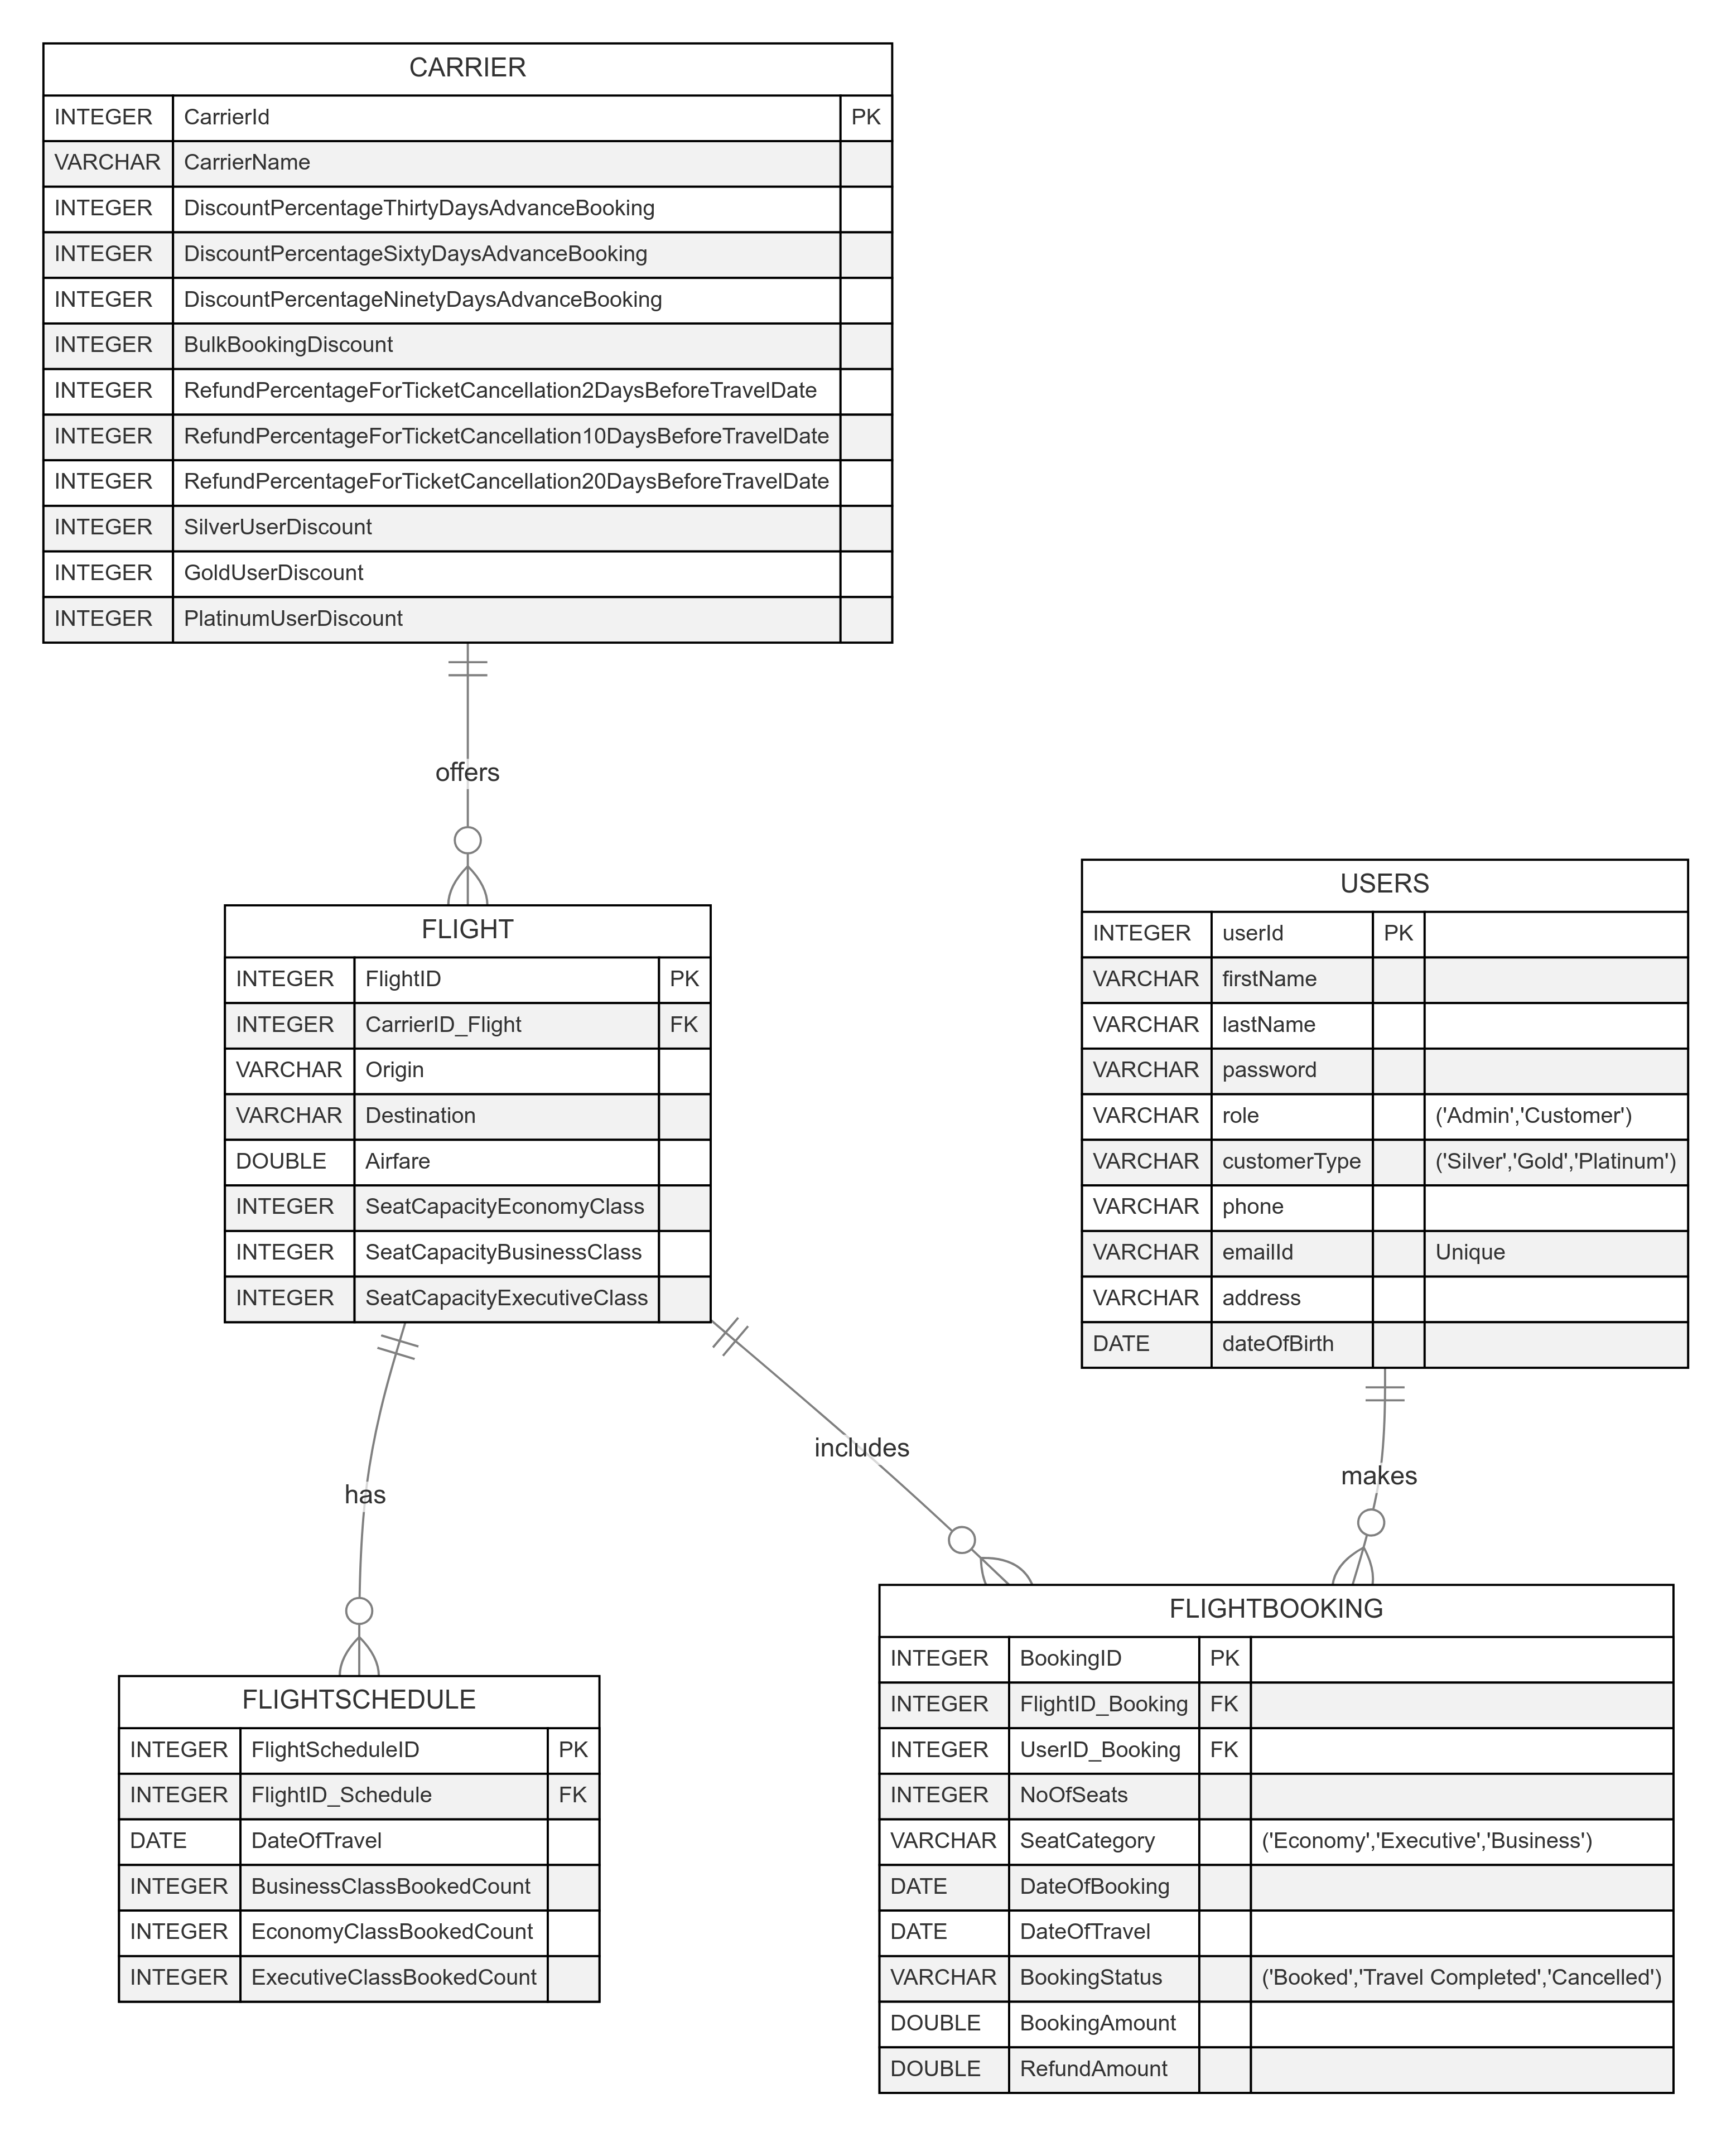 CARRIER
INTEGER CarrierId PK
VARCHAR CarrierName
INTEGER DiscountPercentageThirtyDaysAdvanceBooking
INTEGER DiscountPercentageSixtyDaysAdvanceBooking
INTEGER DiscountPercentageNinetyDaysAdvanceBooking
INTEGER BulkBookingDiscount
INTEGER RefundPercentageForTicketCancellation2DaysBeforeTravelDate
INTEGER RefundPercentageForTicketCancellation10DaysBeforeTravelDate
INTEGER RefundPercentageForTicketCancellation20DaysBeforeTravelDate
INTEGER SilverUserDiscount
INTEGER GoldUserDiscount
INTEGER PlatinumUserDiscount
offers
FLIGHT
INTEGER FlightID PK
INTEGER CarrierID_Flight FK
VARCHAR Origin
VARCHAR Destination
DOUBLE Airfare
INTEGER SeatCapacityEconomyClass
INTEGER SeatCapacityBusinessClass
INTEGER SeatCapacityExecutiveClass
USERS
INTEGER userId PK
VARCHAR firstName
VARCHAR lastName
VARCHAR password
VARCHAR role ('Admin','Customer')
VARCHAR customerType ('Silver','Gold','Platinum')
VARCHAR phone
VARCHAR emailId Unique
VARCHAR address
DATE dateOfBirth
has
includes
makes
FLIGHTSCHEDULE
INTEGER FlightScheduleID PK
INTEGER FlightID_Schedule FK
DATE DateOfTravel
INTEGER BusinessClassBookedCount
INTEGER EconomyClassBookedCount
INTEGER ExecutiveClassBookedCount
FLIGHTBOOKING
INTEGER BookingID PK
INTEGER FlightID_Booking FK
INTEGER UserID_Booking FK
INTEGER NoOfSeats
VARCHAR SeatCategory ('Economy','Executive','Business')
DATE DateOfBooking
DATE DateOfTravel
VARCHAR BookingStatus ('Booked','Travel Completed','Cancelled')
DOUBLE BookingAmount
DOUBLE RefundAmount